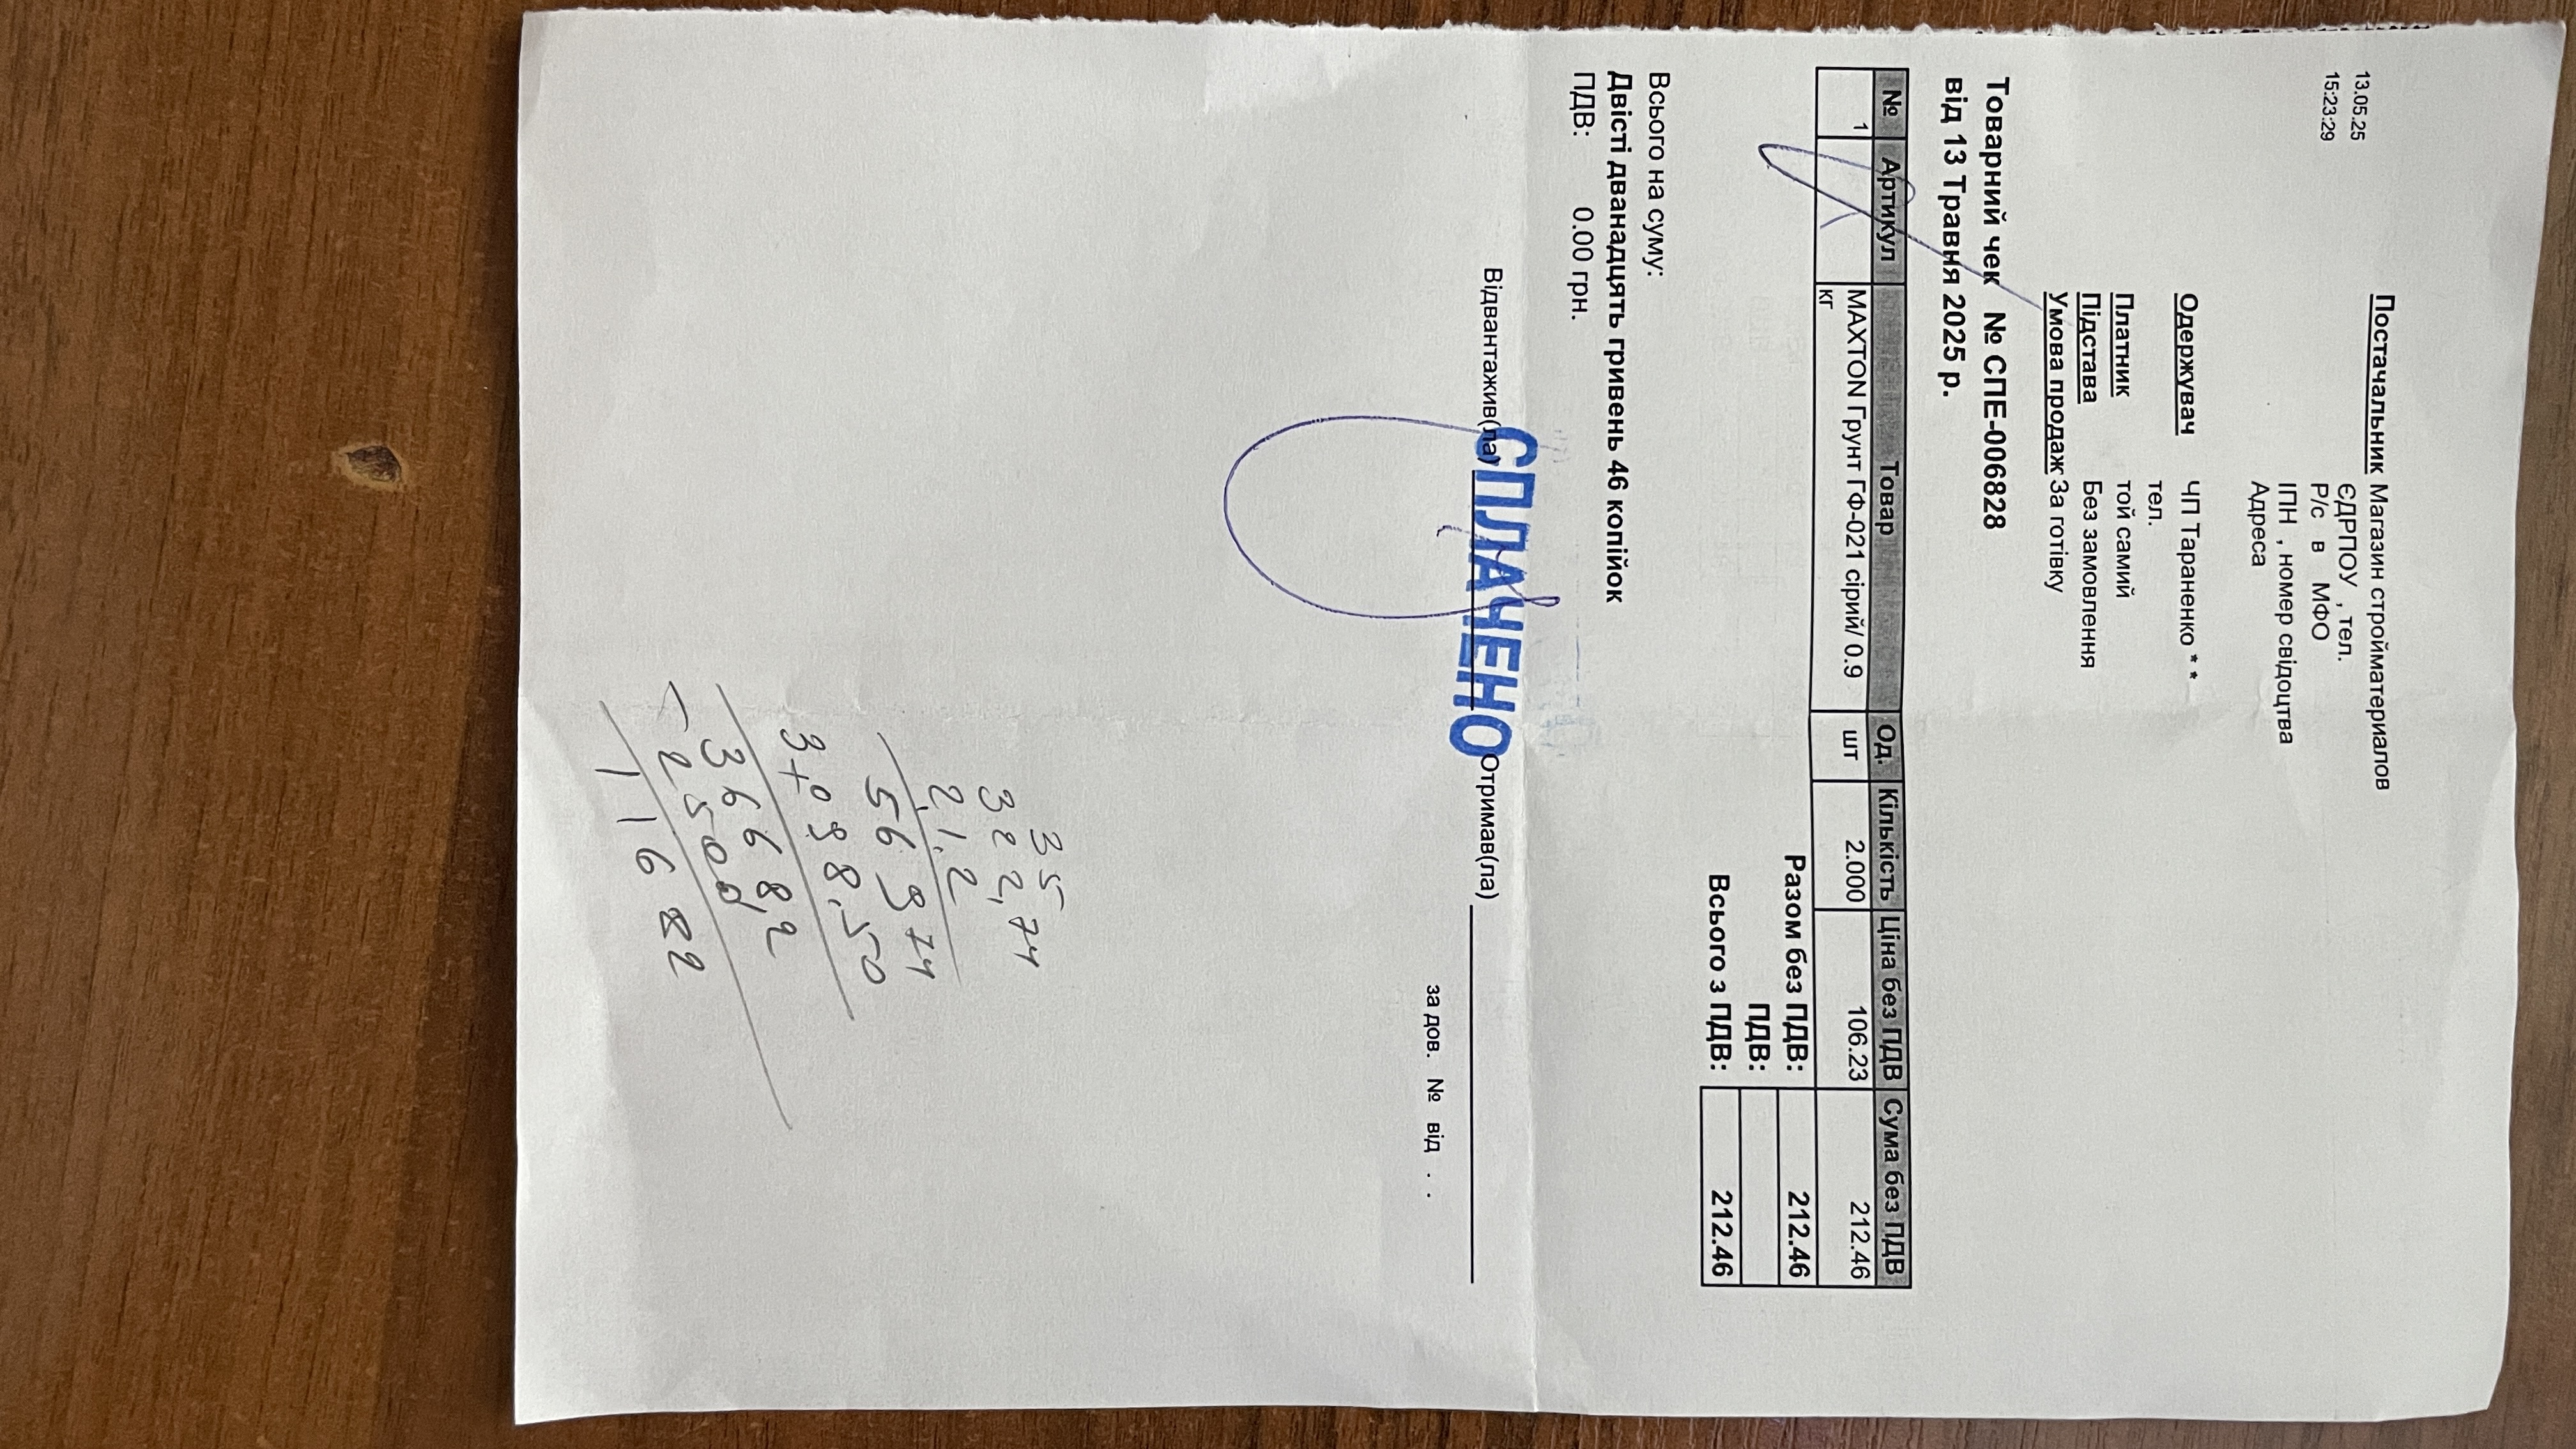 13.05.25
15:23:29
Постачальник Магазин стройматериалов
ЄДРПОУ , тел.
Р/с в МФО
ІПН , номер свідоцтва
Адреса
Одержувач ЧП Тараненко * *
тел.
Платник той самий
Підстава Без замовлення
Умова продаж За готівку
Товарний чек № СПЕ-006828
від 13 Травня 2025 р.
№ Артикул Товар Од. Кількість Ціна без ПДВ Сума без ПДВ
1 MAXTON Грунт ГФ-021 сірий/ 0.9 шт 2.000 106.23 212.46
кг
Разом без ПДВ: 212.46
ПДВ:
Всього з ПДВ: 212.46
Всього на суму:
Двісті дванадцять гривень 46 копійок
ПДВ: 0.00 грн.
Відвантажив(ла) СПЛАЧЕНО Отримав(ла)
за дов. № від . .
35
322,74
21.2
569 74
3098.50
3668,2
- 2500
1168 2